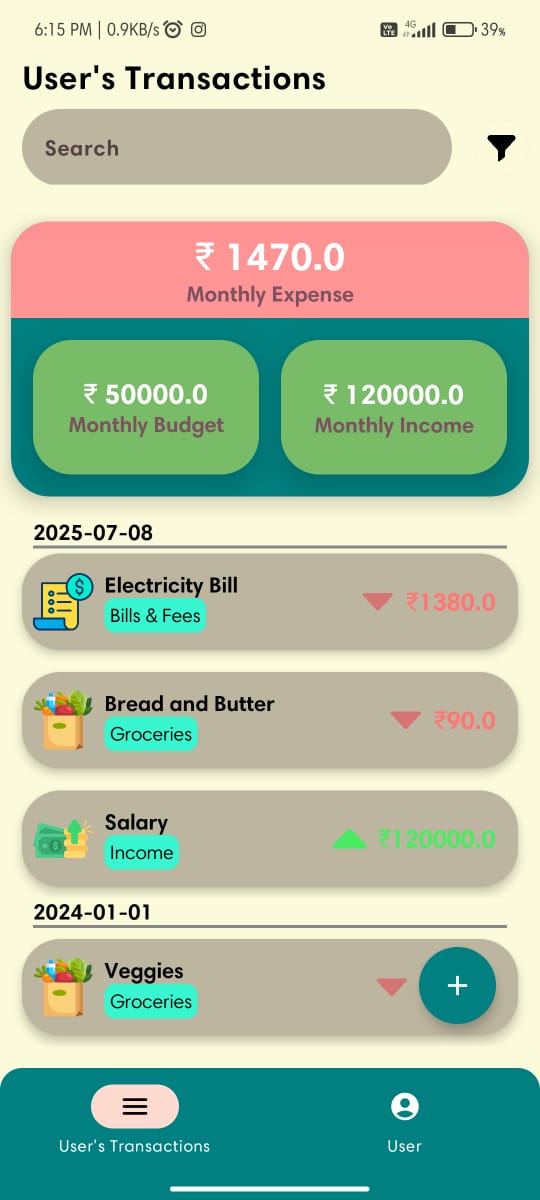 6:15 PM | 0.9KB/s
Vo LTE 4G 39%
User's Transactions
Search
₹ 1470.0
Monthly Expense
₹ 50000.0
Monthly Budget
₹ 120000.0
Monthly Income
2025-07-08
Electricity Bill
Bills & Fees
₹1380.0
Bread and Butter
Groceries
₹90.0
Salary
Income
₹120000.0
2024-01-01
Veggies
Groceries
+
User's Transactions
User